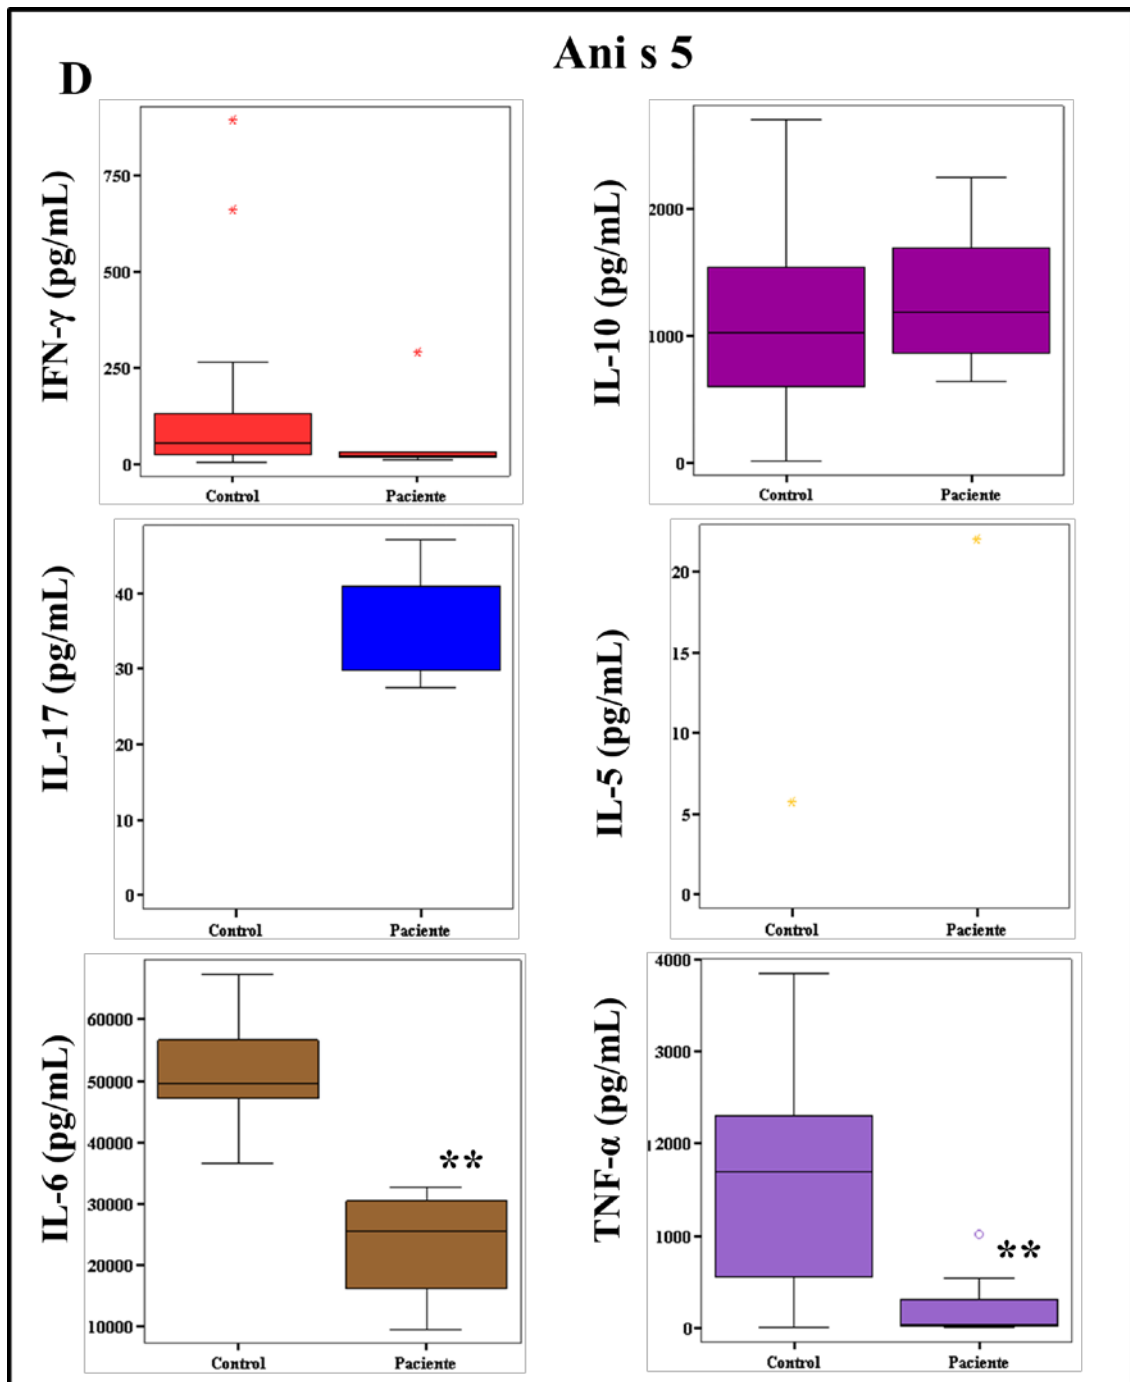 Ani s 5
D
IFN-γ (pg/mL)
750
500
250
0
Control Paciente
IL-10 (pg/mL)
2000
1000
0
Control Paciente
IL-17 (pg/mL)
40
30
20
10
0
Control Paciente
IL-5 (pg/mL)
20
15
10
5
0
Control Paciente
IL-6 (pg/mL)
60000
50000
40000
30000
20000
10000
**
Control Paciente
TNF-α (pg/mL)
4000
3000
2000
1000
0
**
Control Paciente